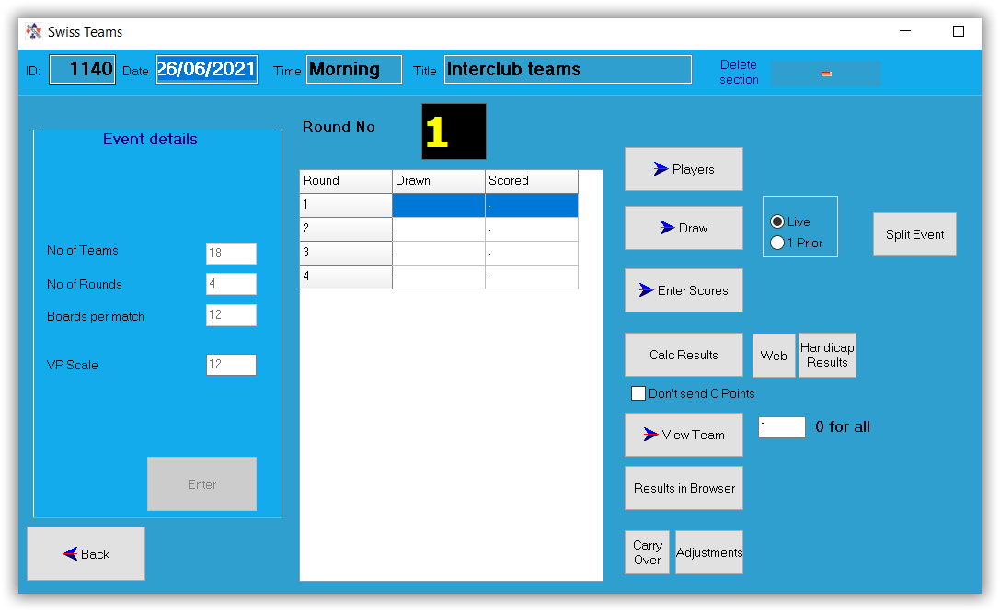 Swiss Teams
ID: 1140 Date 26/06/2021 Time Morning Title Interclub teams Delete section
Event details
No of Teams 18
No of Rounds 4
Boards per match 12
VP Scale 12
Enter
Back
Round No 1
Round Drawn Scored
1 . .
2 . .
3 . .
4 . .
Players
Draw
Live
1 Prior
Split Event
Enter Scores
Calc Results
Web
Handicap
Results
Don't send C Points
View Team
1 0 for all
Results in Browser
Carry
Over
Adjustments